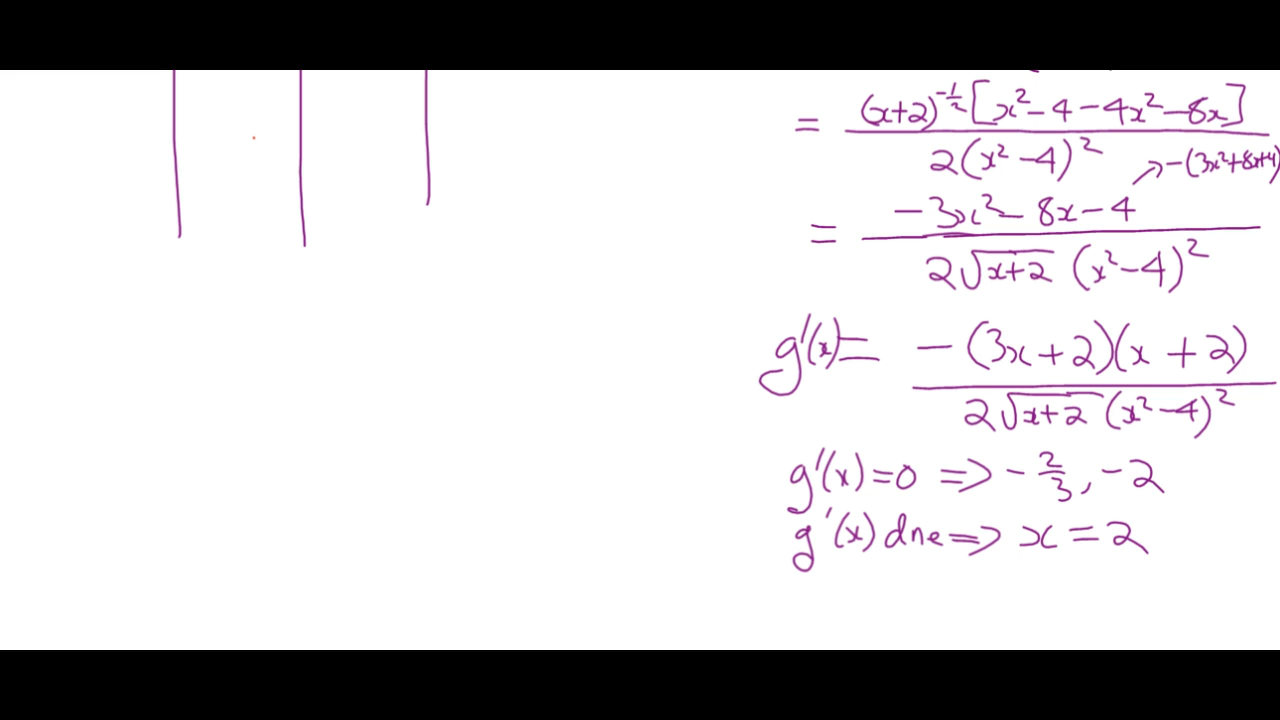 = (x+2)^{-1/2} [x² - 4 - 4x² - 8x] / 2(x² - 4)²
→ -(3x²+8x+4)
= -3x² - 8x - 4 / 2√(x+2) (x²-4)²
g'(x) = -(3x+2)(x+2) / 2√(x+2) (x²-4)²
g'(x) = 0 => -2/3, -2
g'(x) dne => x = 2